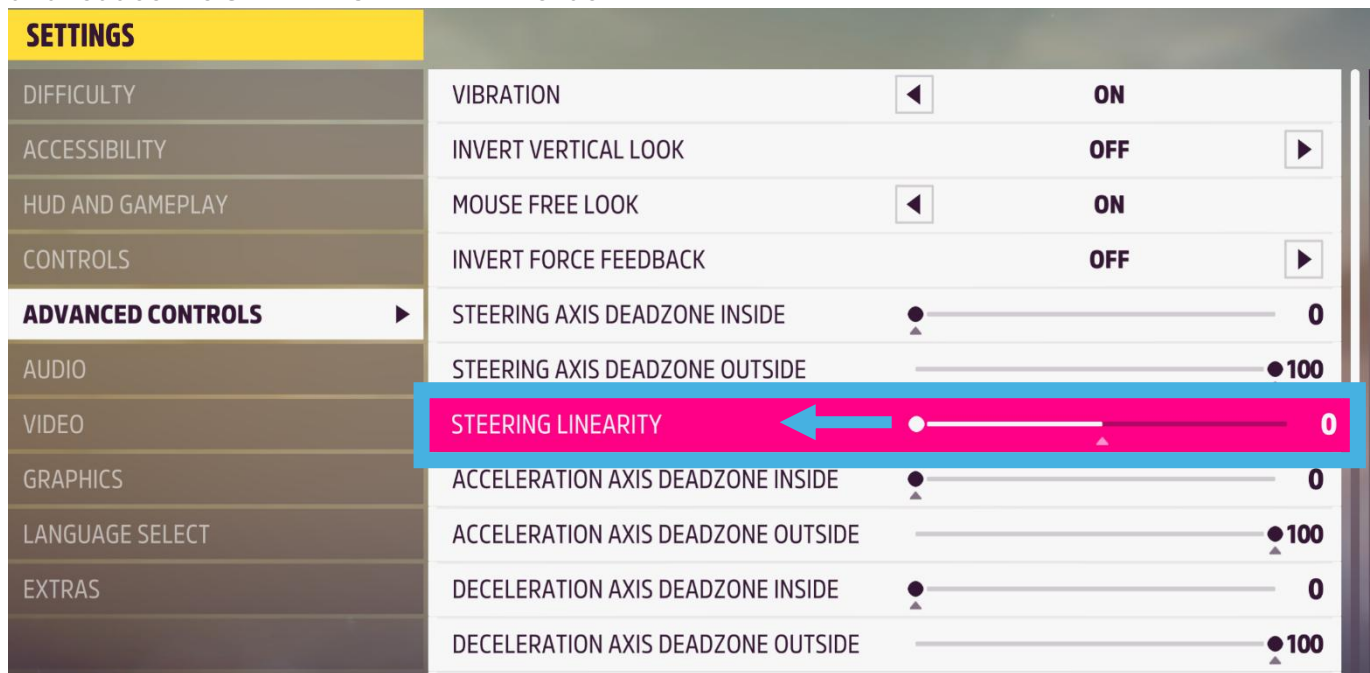 SETTINGS
DIFFICULTY
ACCESSIBILITY
HUD AND GAMEPLAY
CONTROLS
ADVANCED CONTROLS
AUDIO
VIDEO
GRAPHICS
LANGUAGE SELECT
EXTRAS
VIBRATION ON
INVERT VERTICAL LOOK OFF
MOUSE FREE LOOK ON
INVERT FORCE FEEDBACK OFF
STEERING AXIS DEADZONE INSIDE 0
STEERING AXIS DEADZONE OUTSIDE 100
STEERING LINEARITY 0
ACCELERATION AXIS DEADZONE INSIDE 0
ACCELERATION AXIS DEADZONE OUTSIDE 100
DECELERATION AXIS DEADZONE INSIDE 0
DECELERATION AXIS DEADZONE OUTSIDE 100